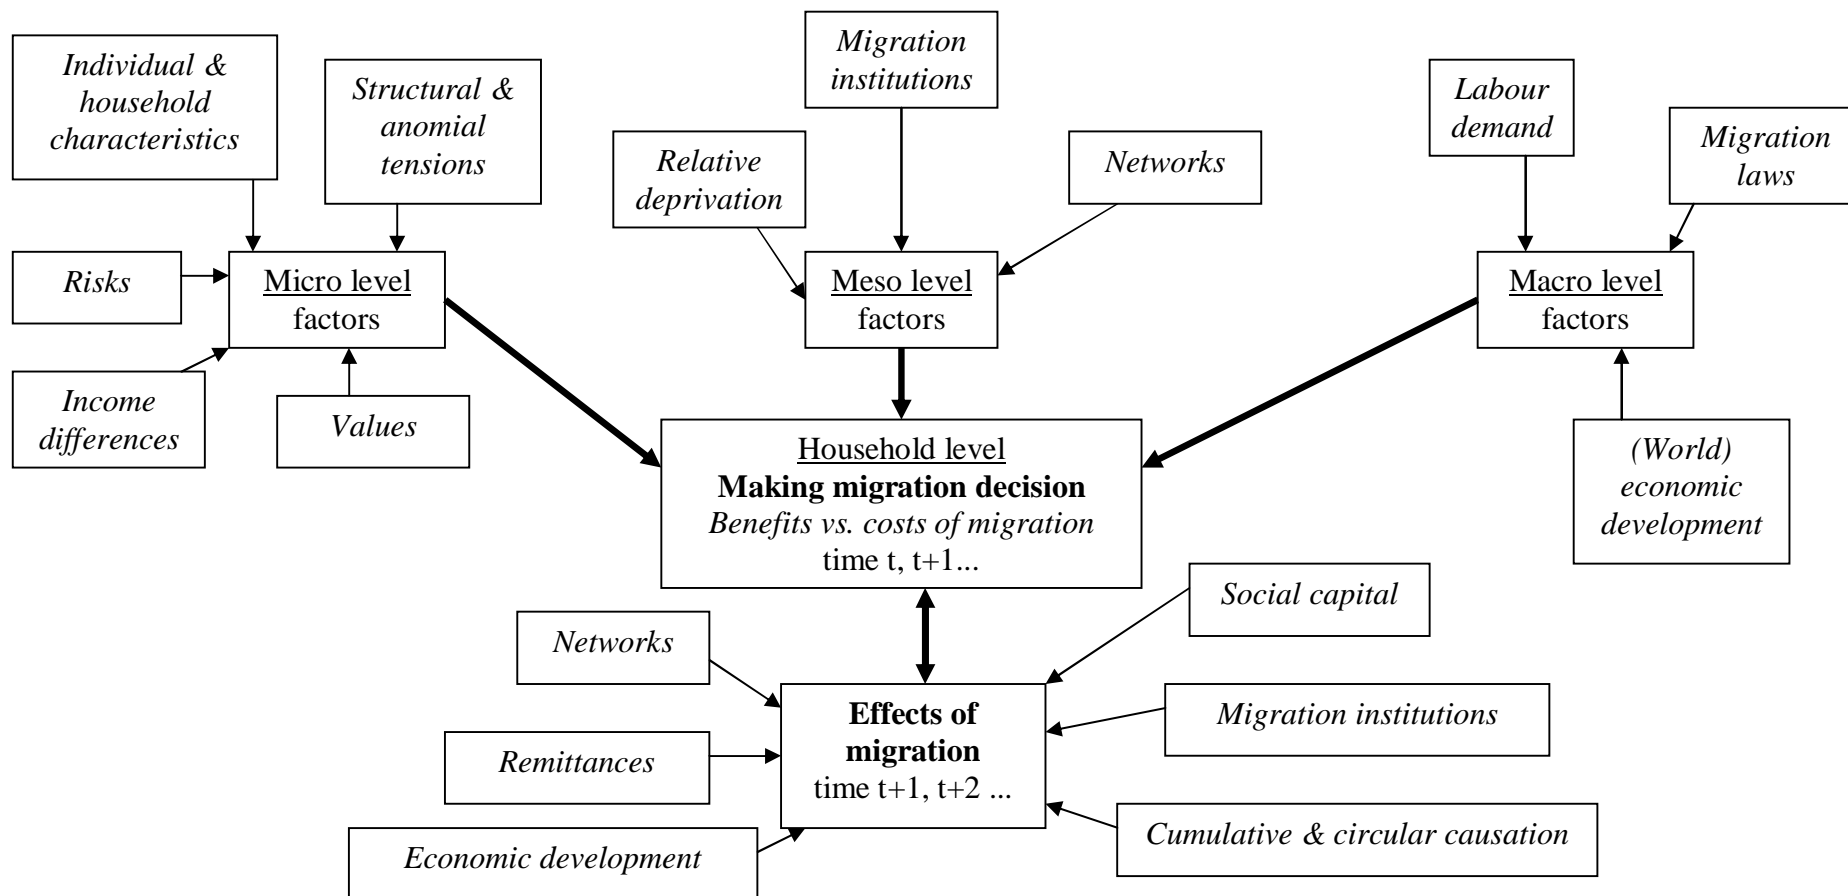 Individual &
household
characteristics
Structural &
anomial
tensions
Migration
institutions
Relative
deprivation
Networks
Labour
demand
Migration
laws
Risks
Micro level
factors
Meso level
factors
Macro level
factors
Income
differences
Values
Household level
Making migration decision
Benefits vs. costs of migration
time t, t+1...
(World)
economic
development
Networks
Social capital
Effects of
migration
time t+1, t+2 ...
Migration institutions
Remittances
Economic development
Cumulative & circular causation